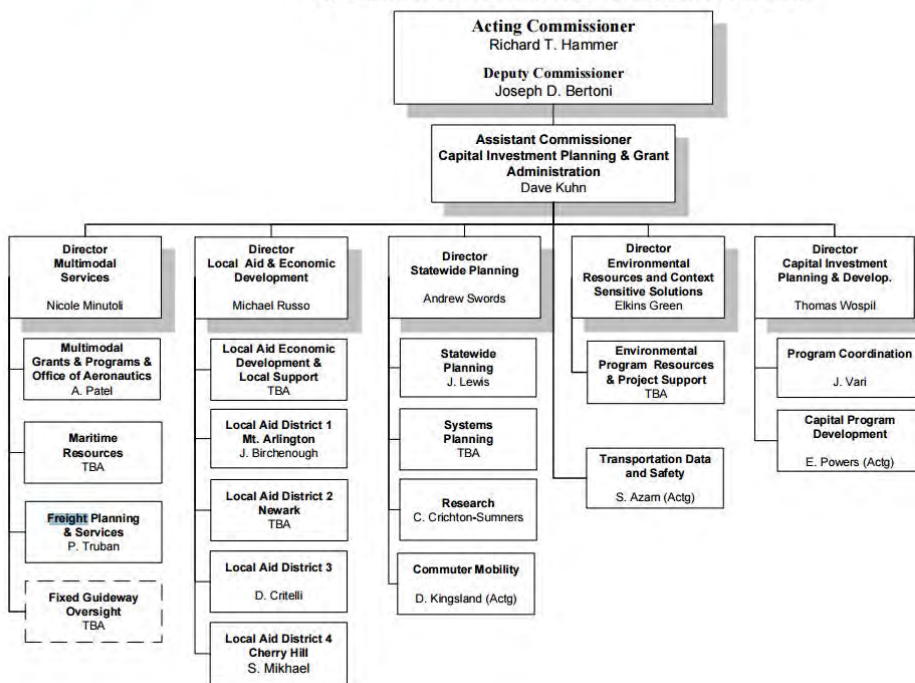 Acting Commissioner
Richard T. Hammer
Deputy Commissioner
Joseph D. Bertoni
Assistant Commissioner
Capital Investment Planning & Grant
Administration
Dave Kuhn
Director
Multimodal
Services
Nicole Minutoli
Multimodal
Grants & Programs &
Office of Aeronautics
A. Patel
Maritime
Resources
TBA
Freight Planning
& Services
P. Truban
Fixed Guideway
Oversight
TBA
Director
Local Aid & Economic
Development
Michael Russo
Local Aid Economic
Development &
Local Support
TBA
Local Aid District 1
Mt. Arlington
J. Birchenough
Local Aid District 2
Newark
TBA
Local Aid District 3
D. Critelli
Local Aid District 4
Cherry Hill
S. Mikhael
Director
Statewide Planning
Andrew Swords
Statewide
Planning
J. Lewis
Systems
Planning
TBA
Research
C. Crichton-Sumners
Commuter Mobility
D. Kingsland (Actg)
Director
Environmental
Resources and Context
Sensitive Solutions
Elkins Green
Environmental
Program Resources
& Project Support
TBA
Transportation Data
and Safety
S. Azam (Actg)
Director
Capital Investment
Planning & Develop.
Thomas Wospil
Program Coordination
J. Vari
Capital Program
Development
E. Powers (Actg)